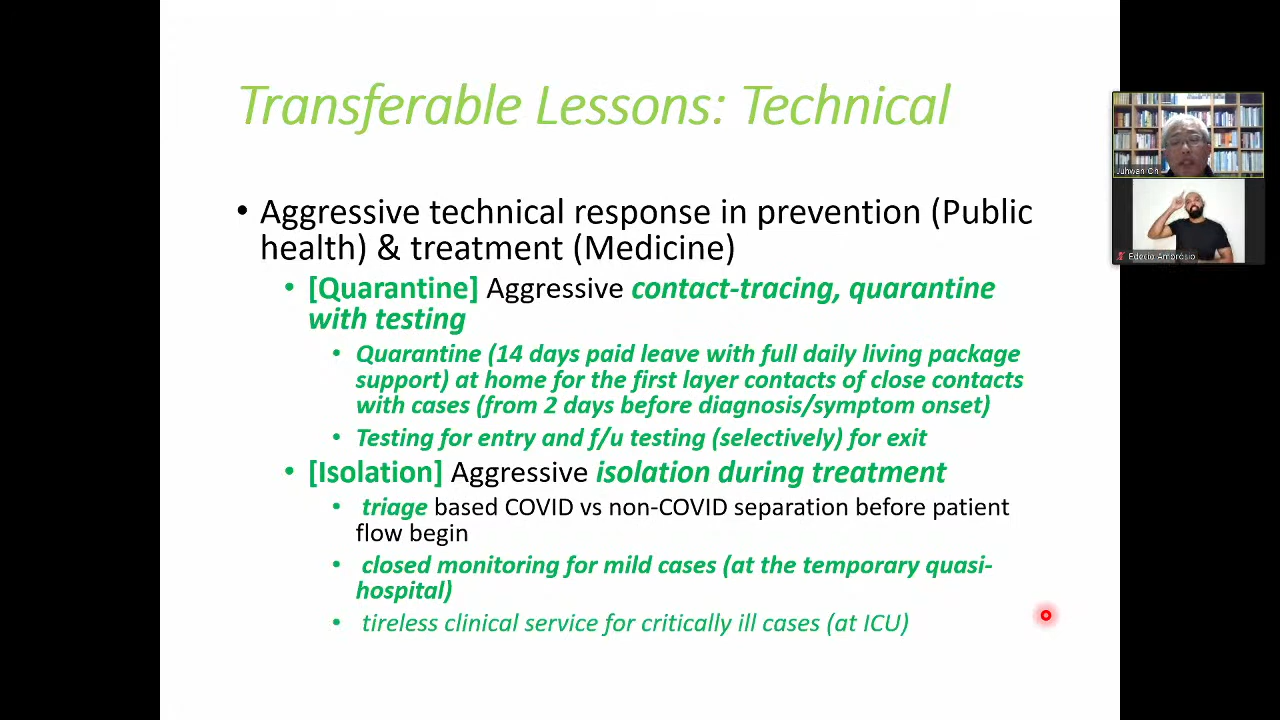 Transferable Lessons: Technical
• Aggressive technical response in prevention (Public
health) & treatment (Medicine)
• [Quarantine] Aggressive contact-tracing, quarantine
with testing
• Quarantine (14 days paid leave with full daily living package
support) at home for the first layer contacts of close contacts
with cases (from 2 days before diagnosis/symptom onset)
• Testing for entry and f/u testing (selectively) for exit
• [Isolation] Aggressive isolation during treatment
• triage based COVID vs non-COVID separation before patient
flow begin
• closed monitoring for mild cases (at the temporary quasi-
hospital)
• tireless clinical service for critically ill cases (at ICU)
Juhwan Oh
Edecio Ambrósio